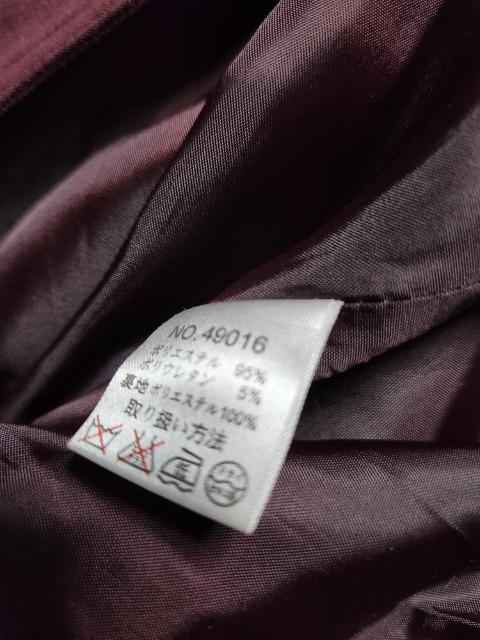 NO. 49016
ポリエステル 95%
ポリウレタン 5%
裏地 ポリエステル100%
取り扱い方法